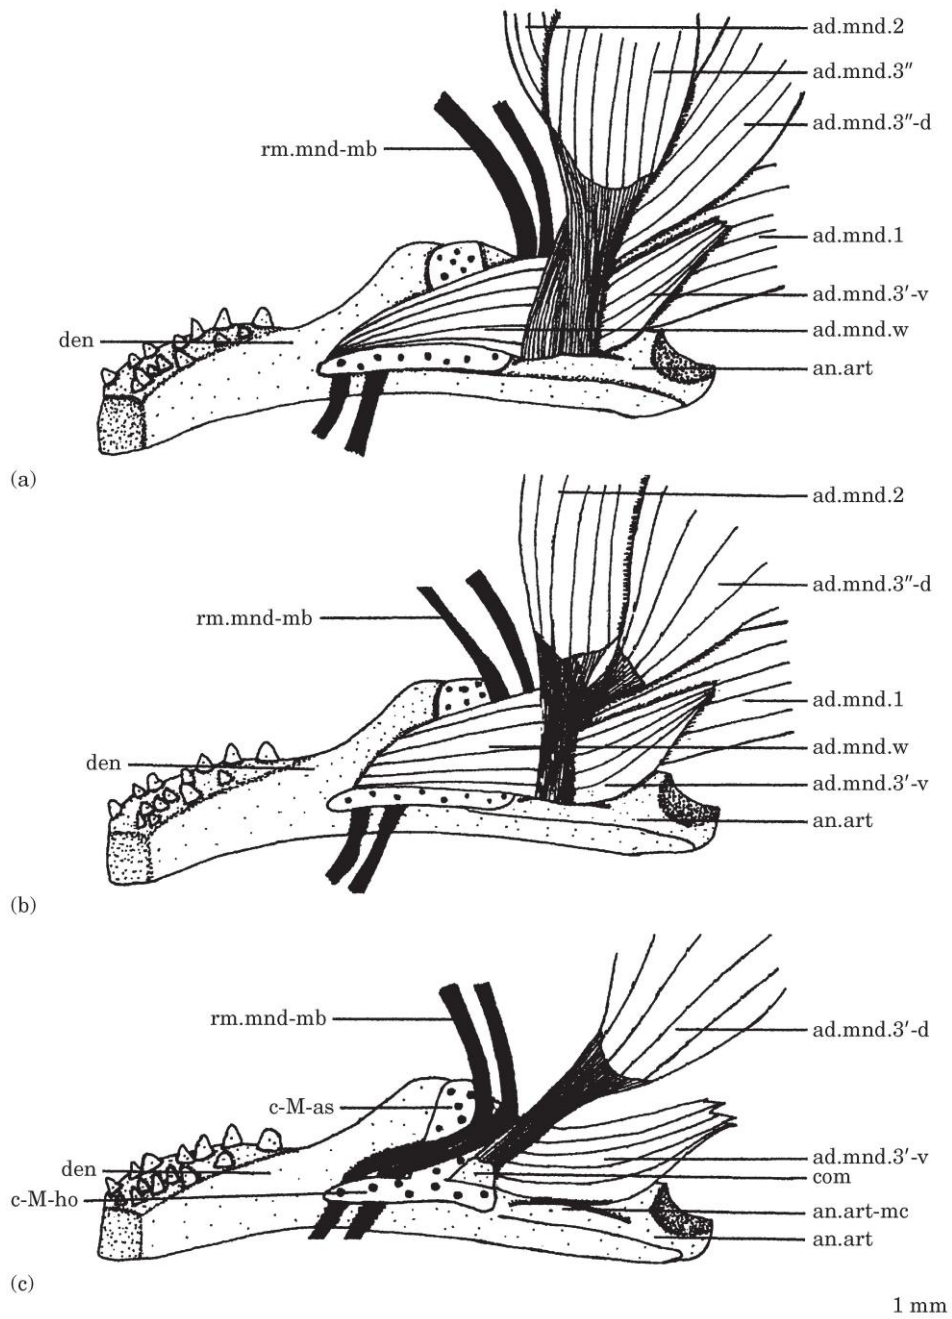 ad.mnd.2
ad.mnd.3″
ad.mnd.3″-d
rm.mnd-mb
ad.mnd.1
ad.mnd.3′-v
ad.mnd.w
den
an.art
(a)
ad.mnd.2
ad.mnd.3″-d
rm.mnd-mb
ad.mnd.1
ad.mnd.w
den
ad.mnd.3′-v
an.art
(b)
rm.mnd-mb
ad.mnd.3′-d
c-M-as
ad.mnd.3′-v
den
com
c-M-ho
an.art-mc
an.art
(c)
1 mm